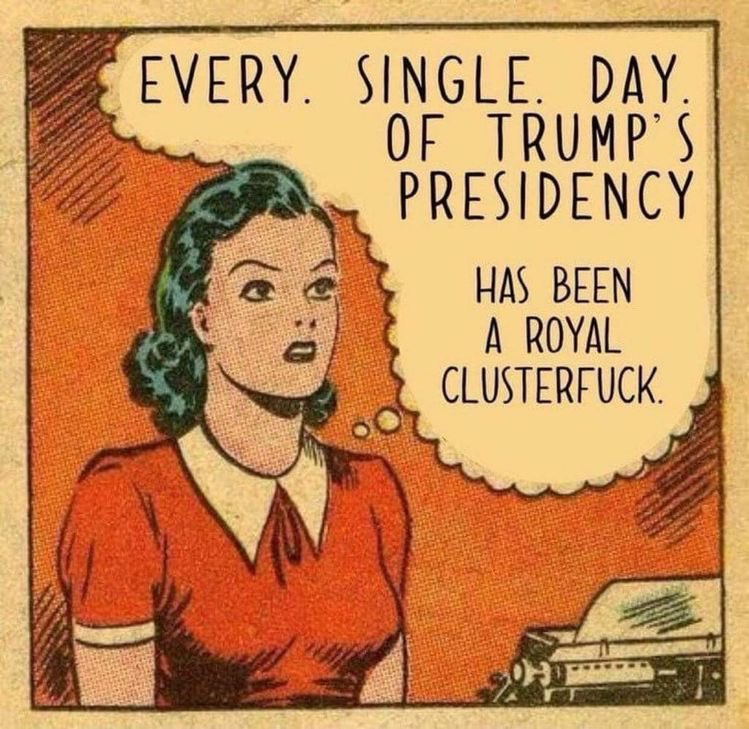 EVERY. SINGLE. DAY.
OF TRUMP'S
PRESIDENCY
HAS BEEN
A ROYAL
CLUSTERFUCK.